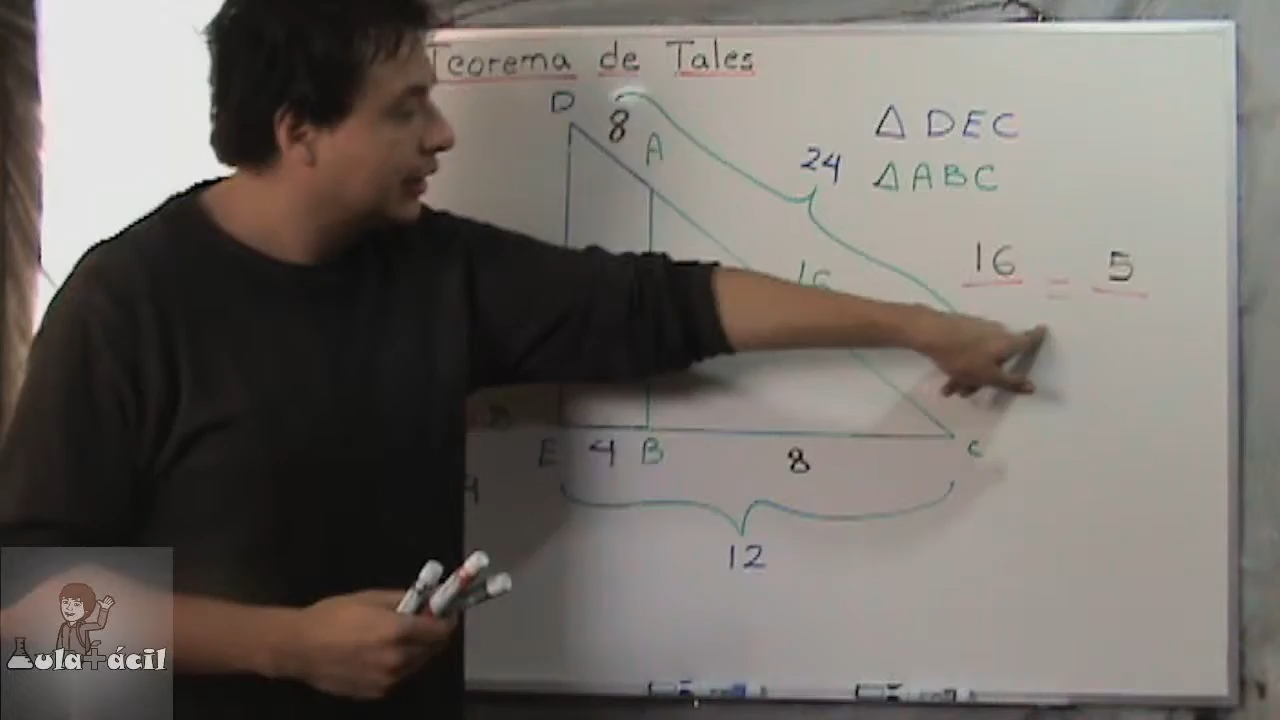 Teorema de Tales
D
8
A
24
△ DEC
△ ABC
16
16 = 5
E 4 B 8 C
12
Aula+ácil